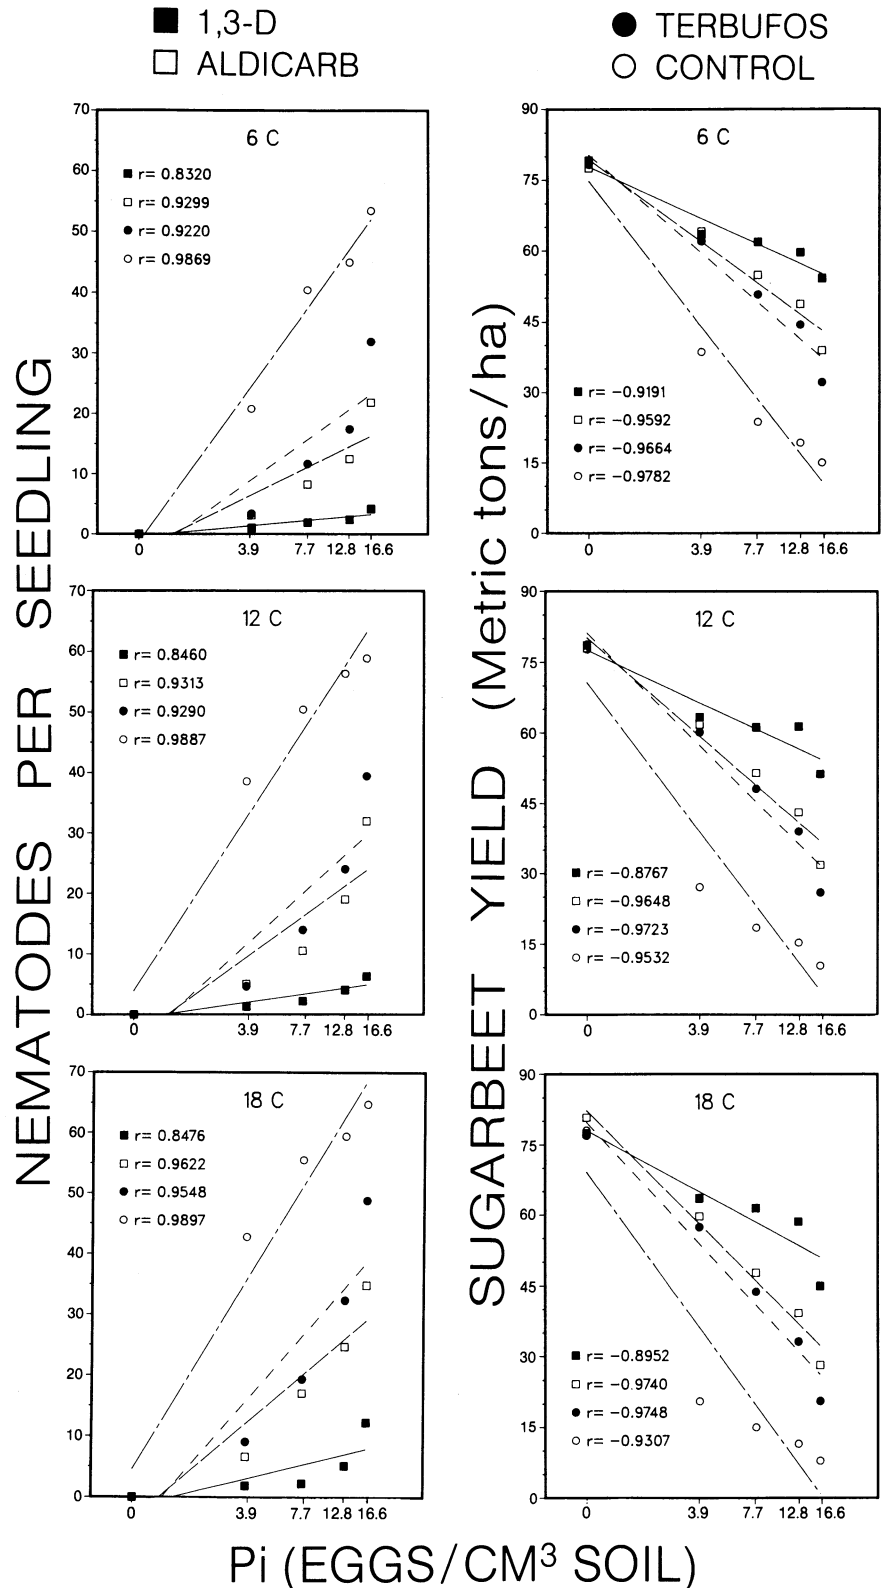 1,3-D
ALDICARB
TERBUFOS
CONTROL
NEMATODES PER SEEDLING
6 C
r= 0.8320
r= 0.9299
r= 0.9220
r= 0.9869
70
60
50
40
30
20
10
0
0 3.9 7.7 12.8 16.6
12 C
r= 0.8460
r= 0.9313
r= 0.9290
r= 0.9887
70
60
50
40
30
20
10
0
0 3.9 7.7 12.8 16.6
18 C
r= 0.8476
r= 0.9622
r= 0.9548
r= 0.9897
70
60
50
40
30
20
10
0
0 3.9 7.7 12.8 16.6
SUGARBEET YIELD (Metric tons/ha)
6 C
r= -0.9191
r= -0.9592
r= -0.9664
r= -0.9782
90
75
60
45
30
15
0
0 3.9 7.7 12.8 16.6
12 C
r= -0.8767
r= -0.9648
r= -0.9723
r= -0.9532
90
75
60
45
30
15
0
0 3.9 7.7 12.8 16.6
18 C
r= -0.8952
r= -0.9740
r= -0.9748
r= -0.9307
90
75
60
45
30
15
0
0 3.9 7.7 12.8 16.6
Pi (EGGS/CM³ SOIL)